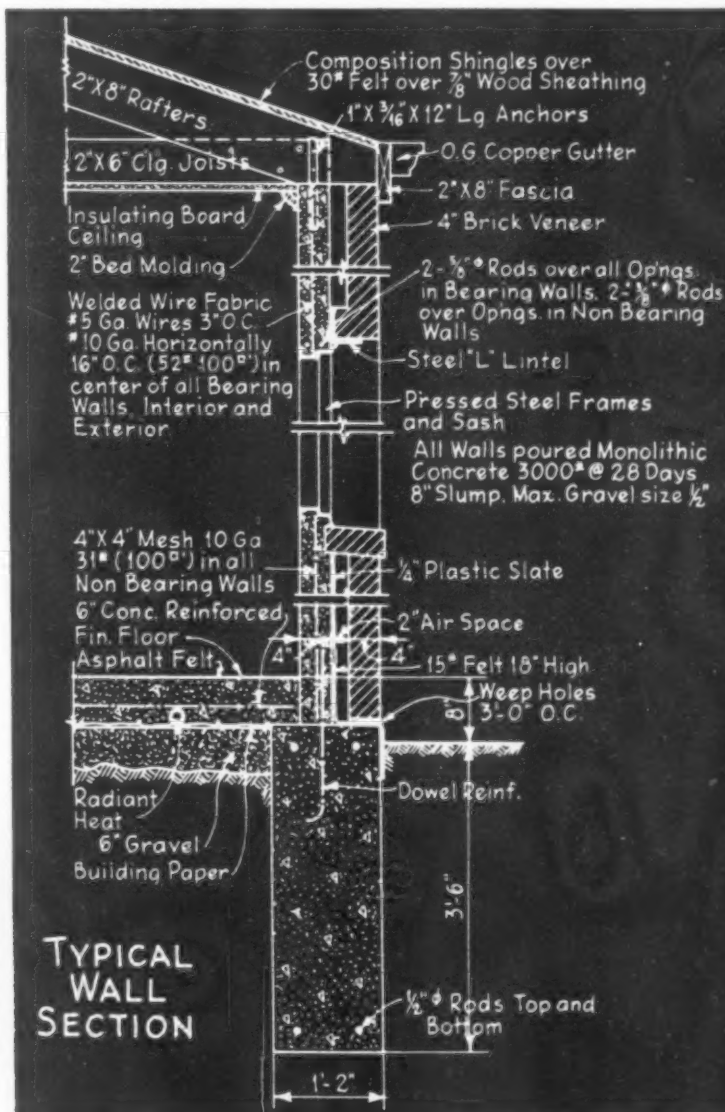 Composition Shingles over
30# Felt over 7/8" Wood Sheathing
2"X8" Rafters
1"X 3/16"X 12" Lg. Anchors
2"X6" Clg. Joists
O.G. Copper Gutter
2"X8" Fascia
Insulating Board
Ceiling
4" Brick Veneer
2" Bed Molding
2-5/8"ᶲ Rods over all Op'ngs.
in Bearing Walls. 2-3/8"ᶲ Rods
over Opngs. in Non Bearing
Walls
Welded Wire Fabric
#5 Ga. Wires 3" O.C.
#10 Ga. Horizontally
16" O.C. (52# 100□') in
center of all Bearing
Walls, Interior and
Exterior
Steel "L" Lintel
Pressed Steel Frames
and Sash
All Walls poured Monolithic
Concrete 3000# @ 28 Days
8" Slump. Max. Gravel size 1/2"
4"X 4" Mesh 10 Ga
31# (100□') in all
Non Bearing Walls
1/4" Plastic Slate
6" Conc. Reinforced
2" Air Space
Fin. Floor
4"
4"
Asphalt Felt
15# Felt 18" High
Weep Holes
3'-0" O.C.
8"
Radiant
Heat
Dowel Reinf.
6" Gravel
Building Paper
3'-6"
TYPICAL
WALL
SECTION
1/2"ᶲ Rods Top and
Bottom
1'-2"